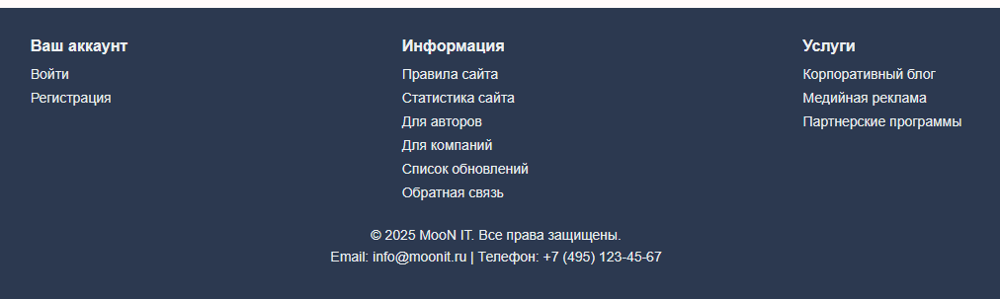 Ваш аккаунт
Войти
Регистрация
Информация
Правила сайта
Статистика сайта
Для авторов
Для компаний
Список обновлений
Обратная связь
Услуги
Корпоративный блог
Медийная реклама
Партнерские программы
© 2025 MooN IT. Все права защищены.
Email: info@moonit.ru | Телефон: +7 (495) 123-45-67